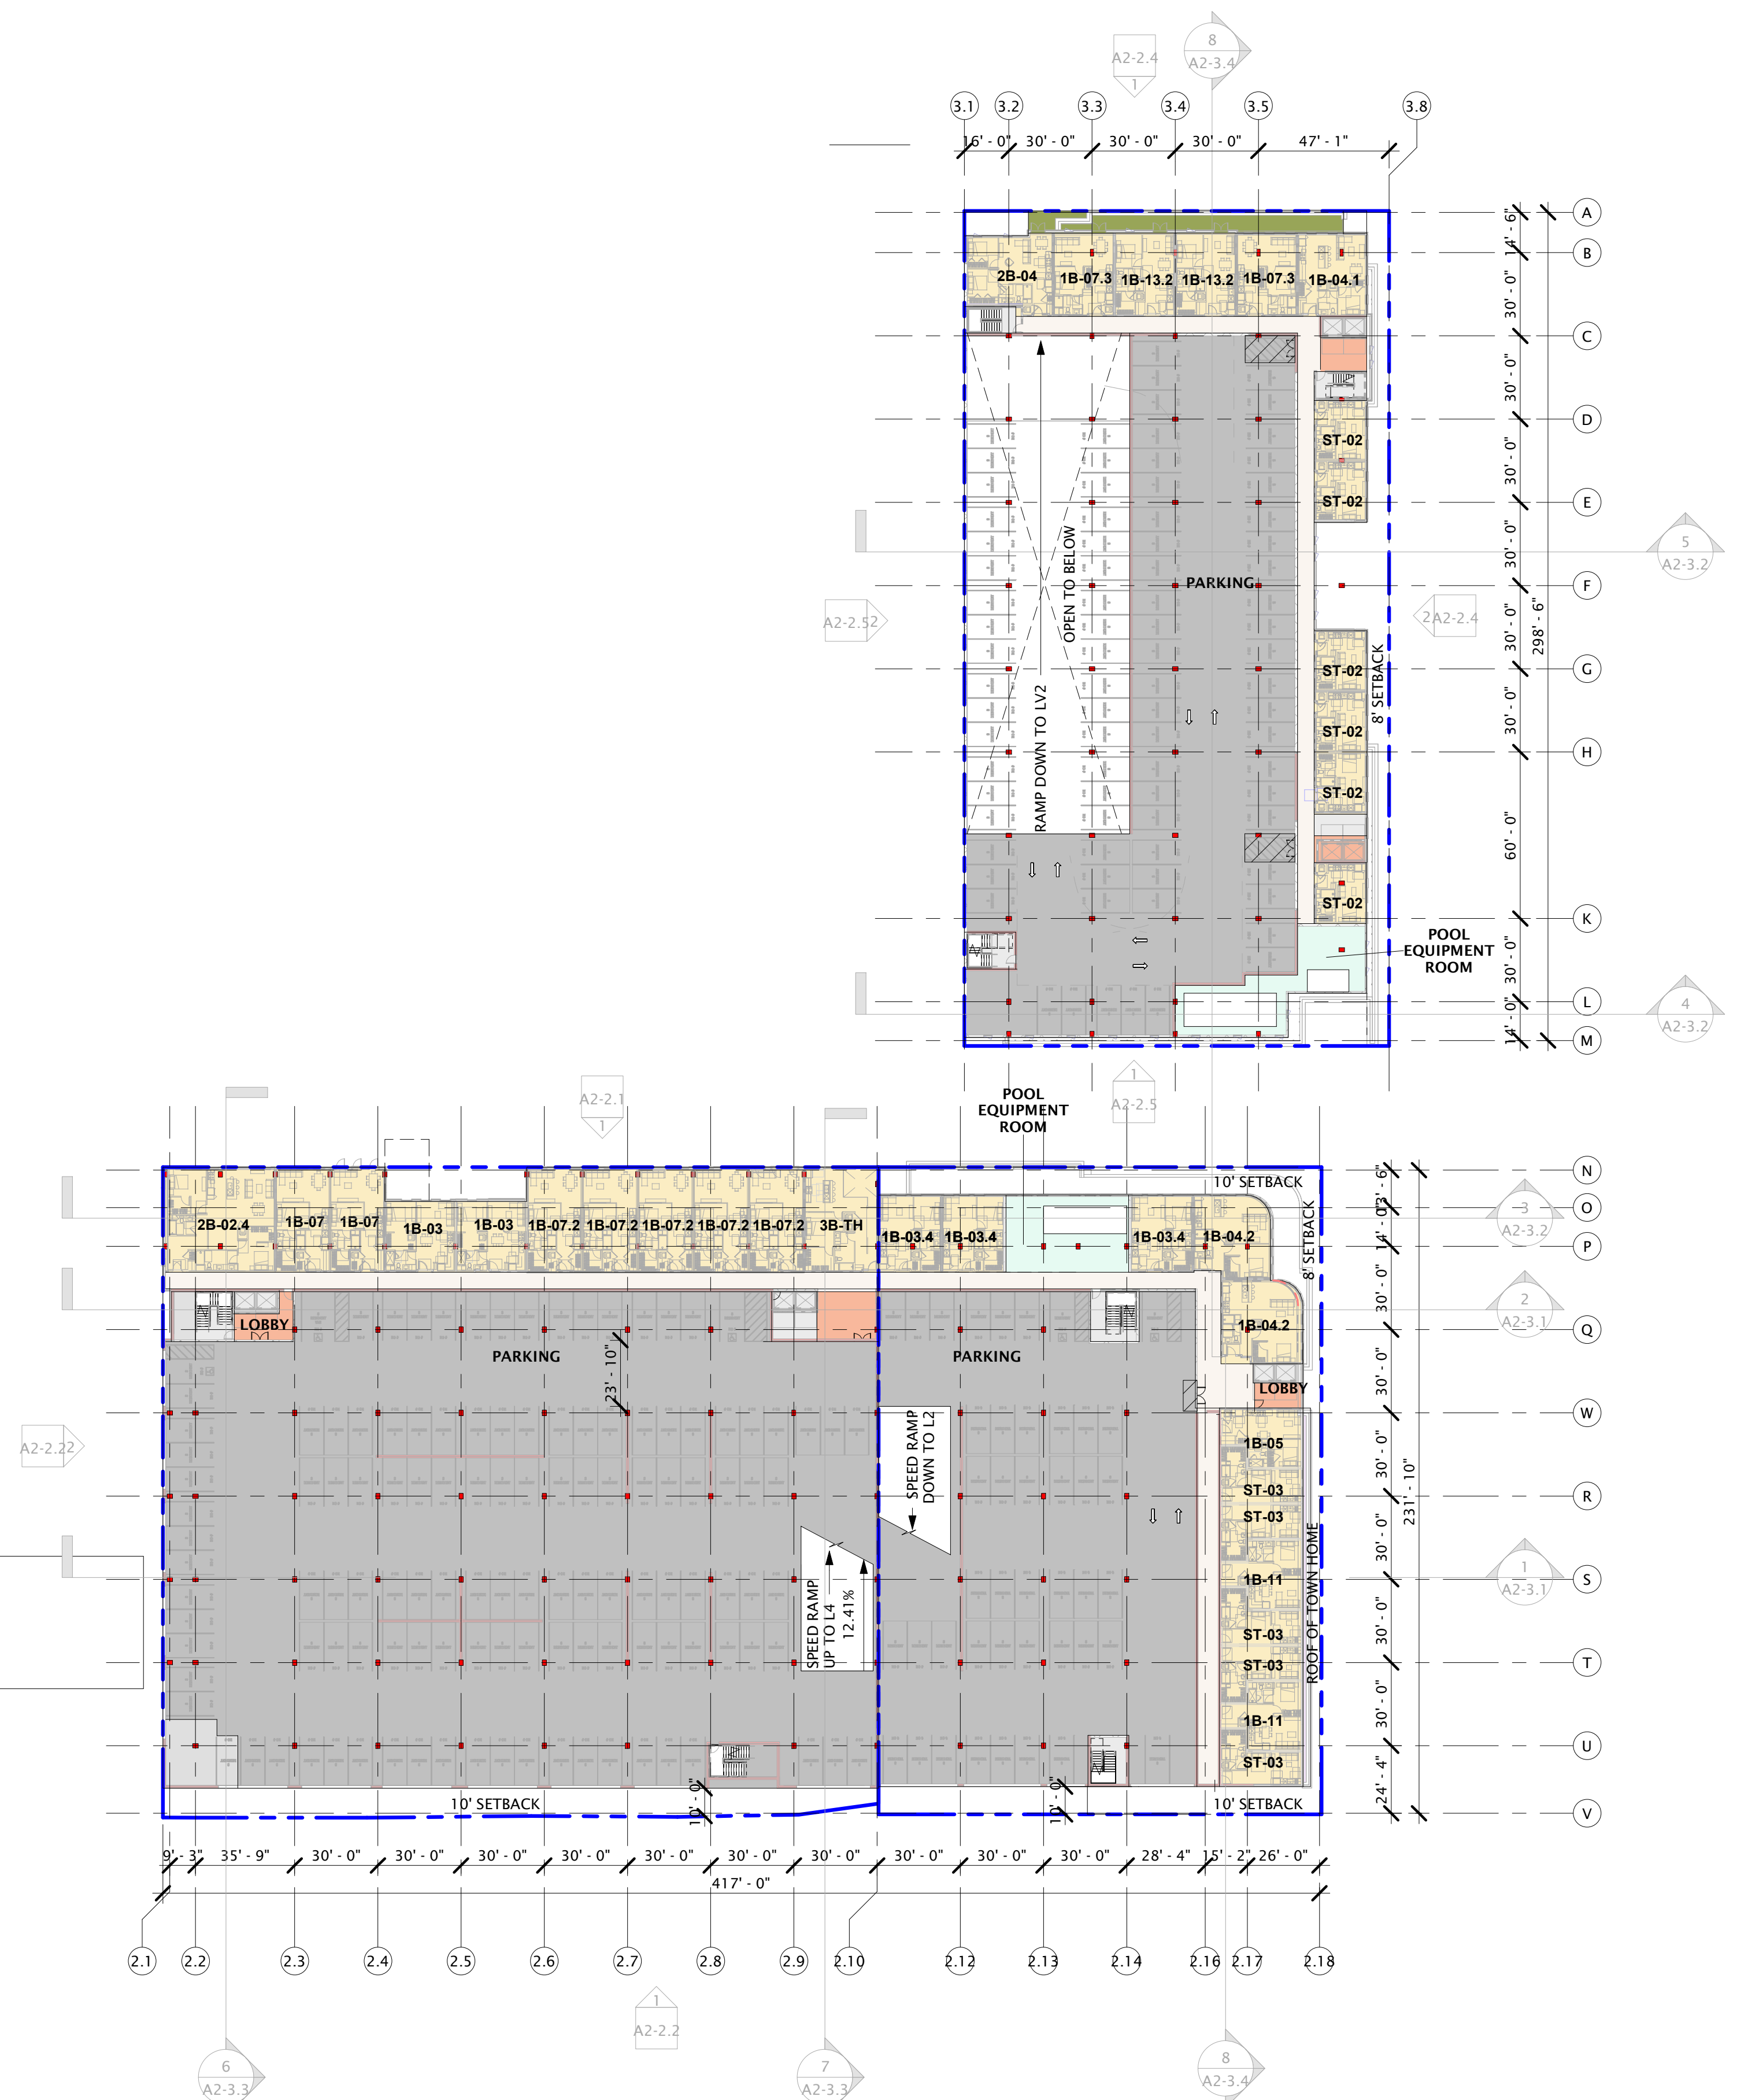 8
A2-3.4
A2-2.4
1
3.1
3.2
3.3
3.4
3.5
3.8
16' - 0"
30' - 0"
30' - 0"
30' - 0"
47' - 1"
A
B
C
D
E
F
G
H
K
L
M
14' - 6"
30' - 0"
30' - 0"
30' - 0"
30' - 0"
30' - 0"
30' - 0"
60' - 0"
30' - 0"
14' - 0"
298' - 6"
2B-04
1B-07.3
1B-13.2
1B-13.2
1B-07.3
1B-04.1
ST-02
ST-02
OPEN TO BELOW
PARKING
RAMP DOWN TO LV2
ST-02
ST-02
ST-02
ST-02
8' SETBACK
POOL
EQUIPMENT
ROOM
5
A2-3.2
A2-2.5
2
2
A2-2.4
4
A2-3.2
A2-2.1
1
1
A2-2.5
POOL
EQUIPMENT
ROOM
10' SETBACK
8' SETBACK
2B-02.4
1B-07
1B-07
1B-03
1B-03
1B-07.2
1B-07.2
1B-07.2
1B-07.2
1B-07.2
3B-TH
1B-03.4
1B-03.4
1B-03.4
1B-04.2
1B-04.2
LOBBY
LOBBY
PARKING
PARKING
23' - 10"
SPEED RAMP
DOWN TO L2
SPEED RAMP
UP TO L4
12.41%
1B-05
ST-03
ST-03
1B-11
ST-03
ST-03
1B-11
ST-03
ROOF OF TOWN HOME
10' SETBACK
10' - 0"
10' - 0"
10' SETBACK
N
O
P
Q
W
R
S
T
U
V
14' - 0"
30' - 0"
30' - 0"
30' - 0"
30' - 0"
30' - 0"
30' - 0"
24' - 4"
231' - 10"
3
A2-3.2
2
A2-3.1
1
A2-3.1
A2-2.2
2
9' - 3"
35' - 9"
30' - 0"
30' - 0"
30' - 0"
30' - 0"
30' - 0"
30' - 0"
30' - 0"
30' - 0"
30' - 0"
30' - 0"
28' - 4"
15' - 2"
26' - 0"
417' - 0"
2.1
2.2
2.3
2.4
2.5
2.6
2.7
2.8
2.9
2.10
2.12
2.13
2.14
2.16
2.17
2.18
1
A2-2.2
6
A2-3.3
7
A2-3.3
8
A2-3.4